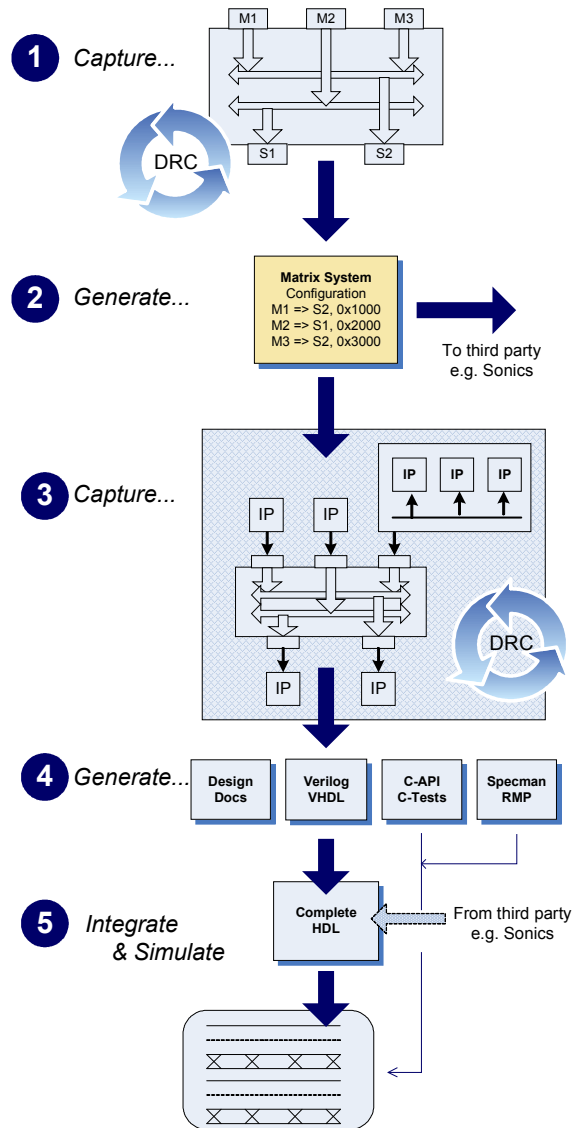 M1 M2 M3
1 Capture...
DRC
S1 S2
2 Generate...
Matrix System
Configuration
M1 => S2, 0x1000
M2 => S1, 0x2000
M3 => S2, 0x3000
To third party
e.g. Sonics
3 Capture...
IP IP IP
IP IP
DRC
IP IP
4 Generate...
Design
Docs
Verilog
VHDL
C-API
C-Tests
Specman
RMP
5 Integrate
& Simulate
Complete
HDL
From third party
e.g. Sonics